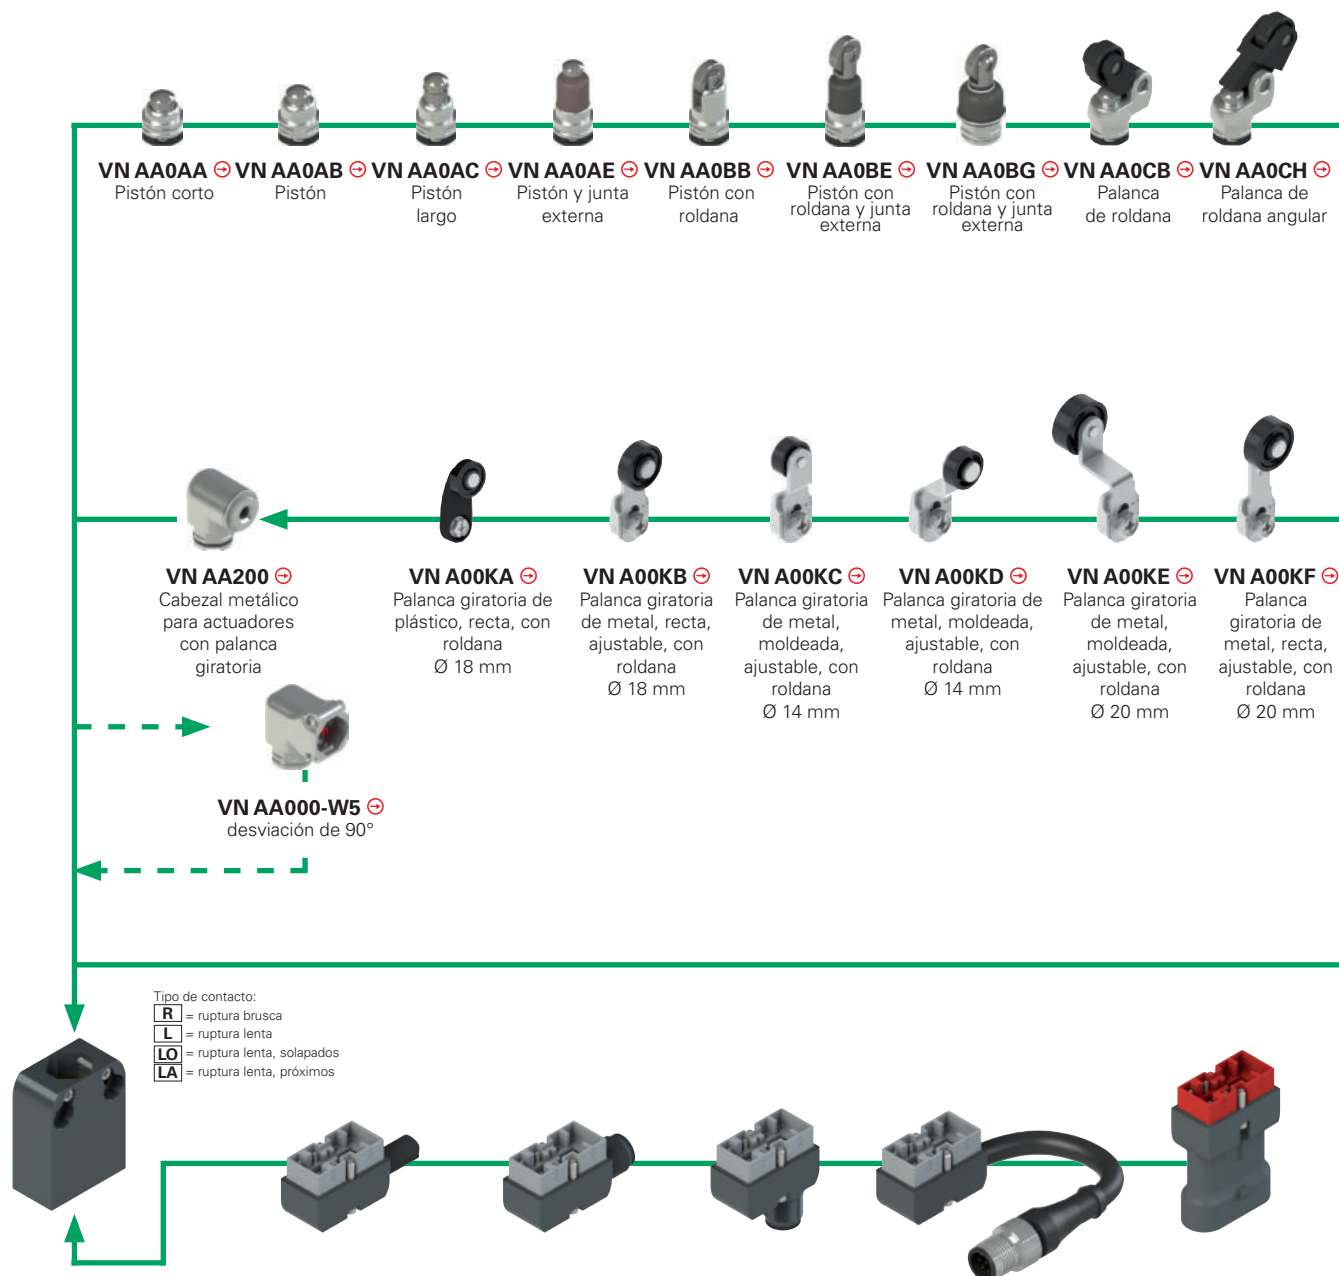 VN AA0AA
Pistón corto
VN AA0AB
Pistón
VN AA0AC
Pistón
largo
VN AA0AE
Pistón y junta
externa
VN AA0BB
Pistón con
roldana
VN AA0BE
Pistón con
roldana y junta
externa
VN AA0BG
Pistón con
roldana y junta
externa
VN AA0CB
Palanca
de roldana
VN AA0CH
Palanca de
roldana angular
VN AA200
Cabezal metálico
para actuadores
con palanca
giratoria
VN A00KA
Palanca giratoria de
plástico, recta, con
roldana
Ø 18 mm
VN A00KB
Palanca giratoria
de metal, recta,
ajustable, con
roldana
Ø 18 mm
VN A00KC
Palanca giratoria
de metal,
moldeada,
ajustable, con
roldana
Ø 14 mm
VN A00KD
Palanca giratoria de
metal, moldeada,
ajustable, con
roldana
Ø 14 mm
VN A00KE
Palanca giratoria
de metal,
moldeada,
ajustable, con
roldana
Ø 20 mm
VN A00KF
Palanca
giratoria de
metal, recta,
ajustable, con
roldana
Ø 20 mm
VN AA000-W5
desviación de 90°
Tipo de contacto:
R = ruptura brusca
L = ruptura lenta
LO = ruptura lenta, solapados
LA = ruptura lenta, próximos